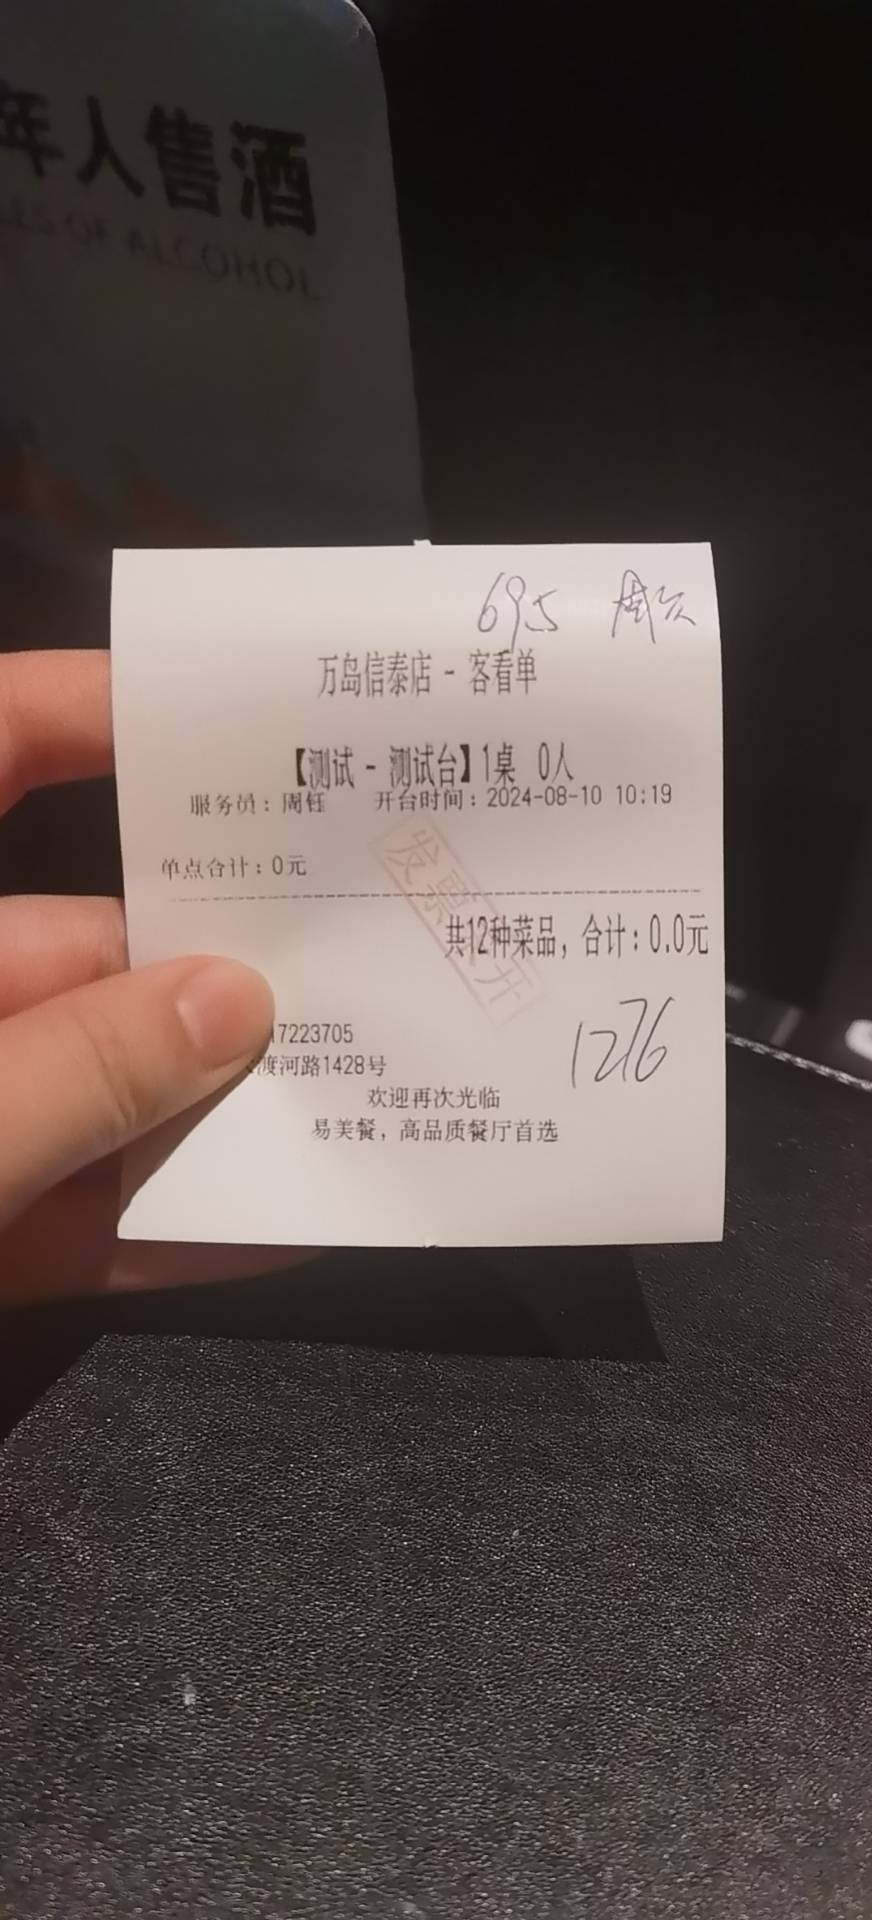 年人售酒
LES OF ALCOHOL
695
万岛信泰店 - 客看单
【测试 - 测试台】1桌 0人
服务员：周钰 开台时间：2024-08-10 10:19
单点合计：0元
发票 开
共12种菜品，合计：0.0元
17223705
渡河路1428号
1276
欢迎再次光临
易美餐，高品质餐厅首选